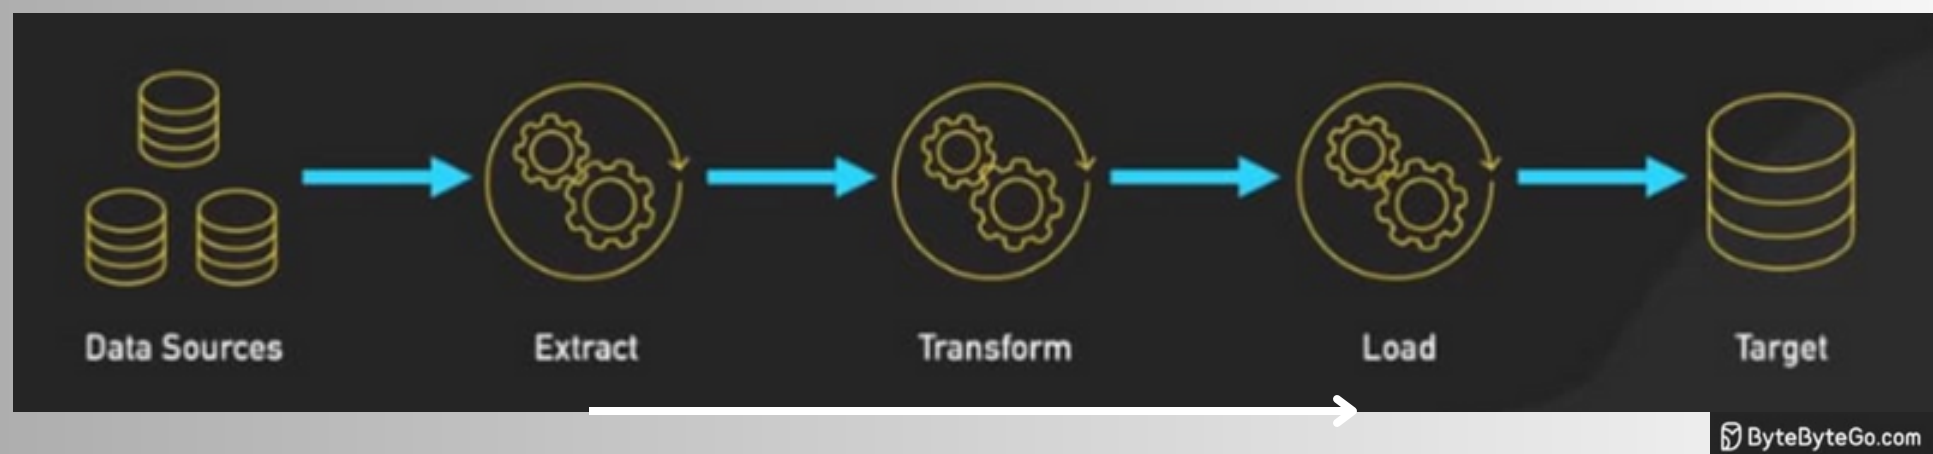 Data Sources
Extract
Transform
Load
Target
ByteByteGo.com